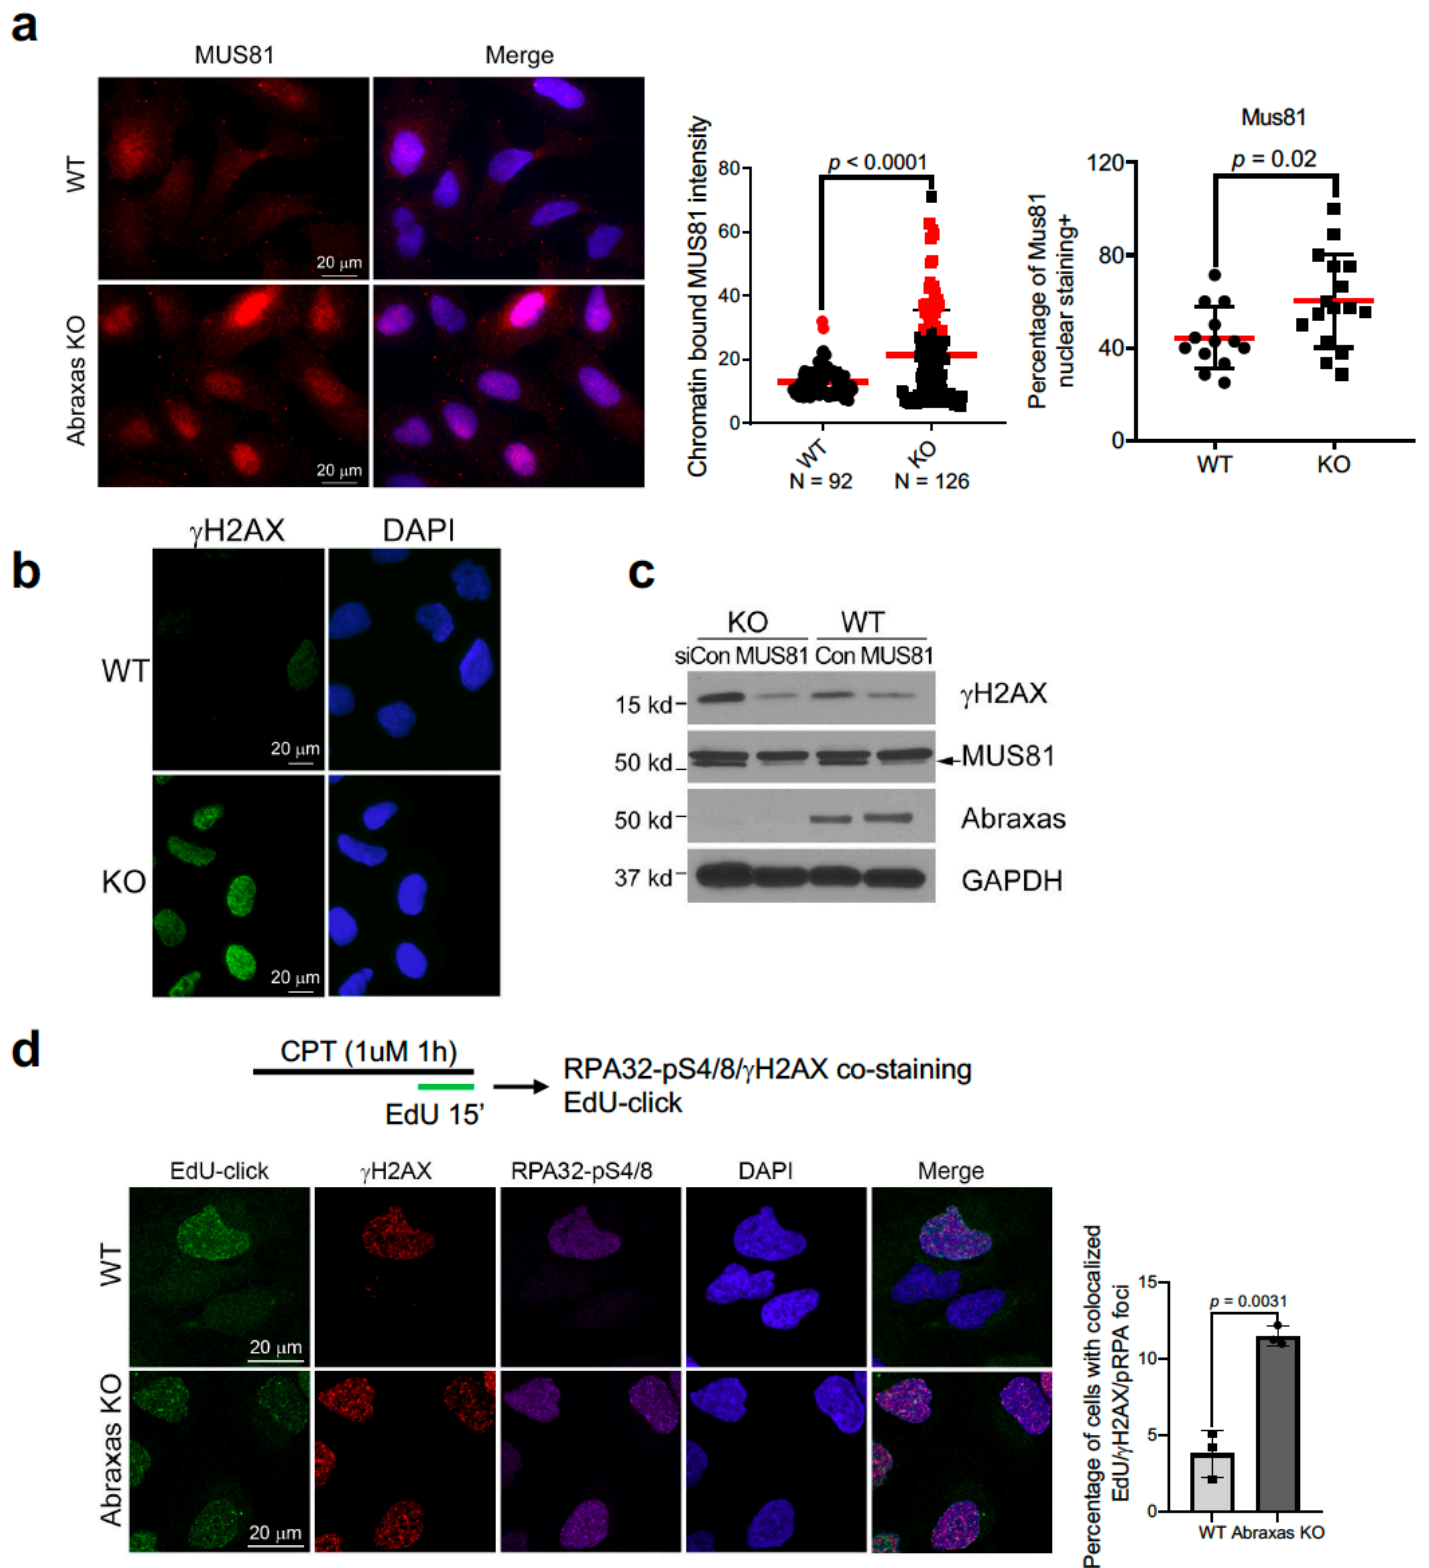 a
MUS81
Merge
WT
20 μm
Abraxas KO
20 μm
Chromatin bound MUS81 intensity
80
60
40
20
0
p < 0.0001
WT
KO
N = 92
N = 126
Mus81
Percentage of Mus81
nuclear staining+
120
80
40
0
p = 0.02
WT
KO
b
γH2AX
DAPI
WT
20 μm
KO
20 μm
c
KO
WT
siCon MUS81 Con MUS81
15 kd
γH2AX
50 kd
MUS81
50 kd
Abraxas
37 kd
GAPDH
d
CPT (1uM 1h)
EdU 15'
RPA32-pS4/8/γH2AX co-staining
EdU-click
EdU-click
γH2AX
RPA32-pS4/8
DAPI
Merge
WT
20 μm
Abraxas KO
20 μm
Percentage of cells with colocalized
EdU/γH2AX/pRPA foci
15
10
5
0
p = 0.0031
WT
Abraxas KO